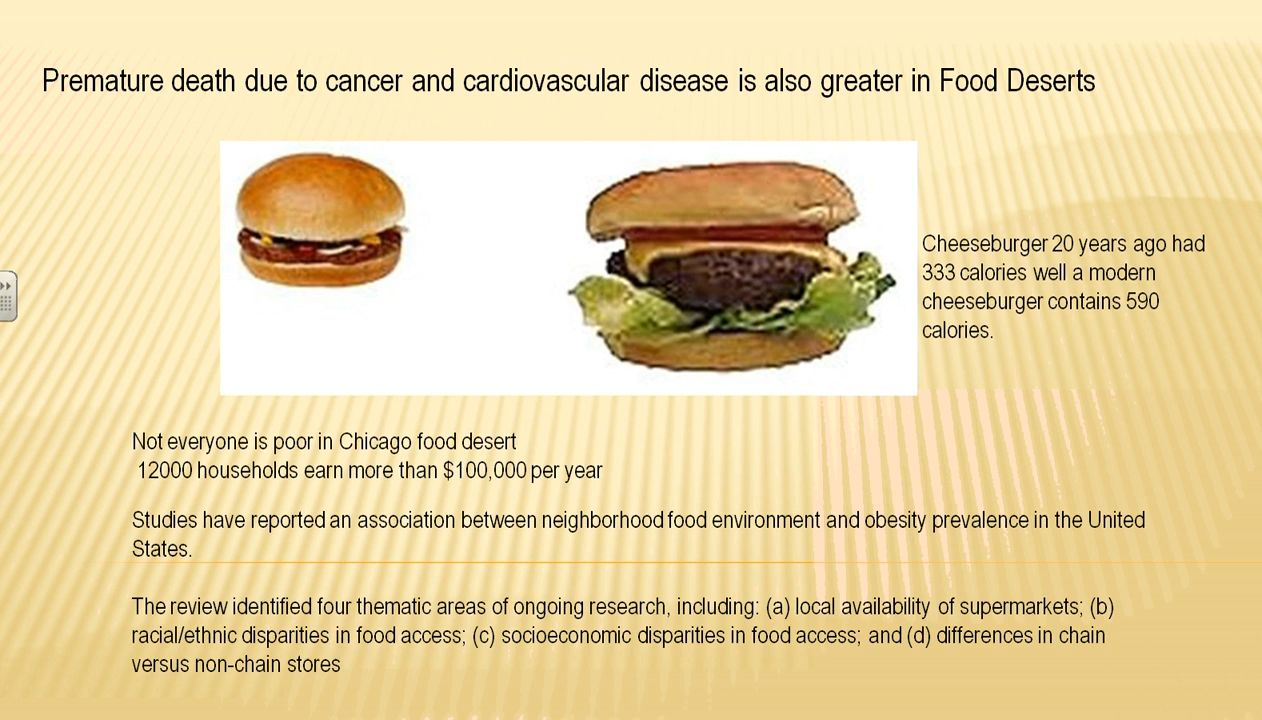 Premature death due to cancer and cardiovascular disease is also greater in Food Deserts
Cheeseburger 20 years ago had
333 calories well a modern
cheeseburger contains 590
calories.
Not everyone is poor in Chicago food desert
12000 households earn more than $100,000 per year
Studies have reported an association between neighborhood food environment and obesity prevalence in the United
States.
The review identified four thematic areas of ongoing research, including: (a) local availability of supermarkets; (b)
racial/ethnic disparities in food access; (c) socioeconomic disparities in food access; and (d) differences in chain
versus non-chain stores